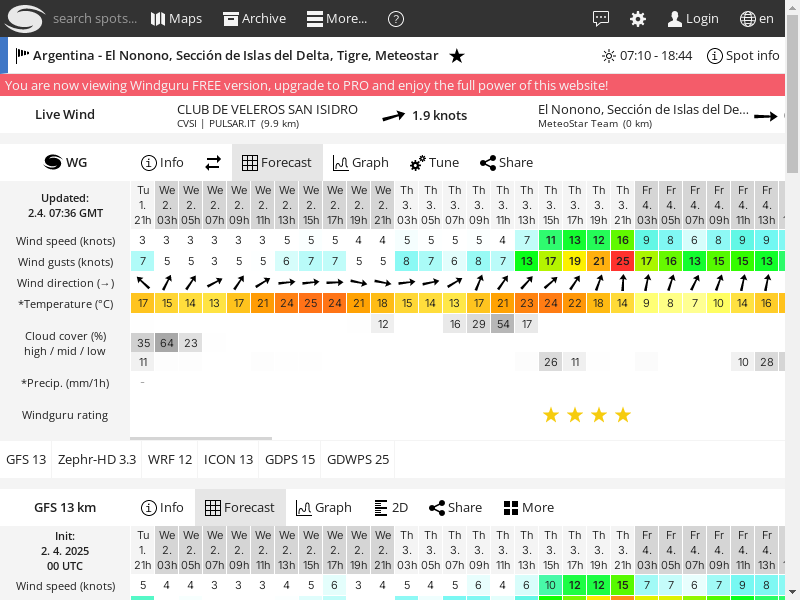 search spots... Maps Archive More... ? Login en
Argentina - El Nonono, Sección de Islas del Delta, Tigre, Meteostar ★ 07:10 - 18:44 Spot info
You are now viewing Windguru FREE version, upgrade to PRO and enjoy the full power of this website!
Live Wind
CLUB DE VELEROS SAN ISIDRO
CVSI | PULSAR.IT (9.9 km)
1.9 knots
El Nonono, Sección de Islas del De...
MeteoStar Team (0 km)
WG Info Forecast Graph Tune Share
Updated:
2.4. 07:36 GMT
Tu We We We We We We We We We We Th Th Th Th Th Th Th Th Th Th Fr Fr Fr Fr Fr Fr
1. 2. 2. 2. 2. 2. 2. 2. 2. 2. 2. 3. 3. 3. 3. 3. 3. 3. 3. 3. 3. 4. 4. 4. 4. 4. 4.
21h 03h 05h 07h 09h 11h 13h 15h 17h 19h 21h 03h 05h 07h 09h 11h 13h 15h 17h 19h 21h 03h 05h 07h 09h 11h 13h
Wind speed (knots) 3 3 3 3 3 3 5 5 5 4 4 5 5 5 5 4 7 11 13 12 16 9 8 6 8 9 9
Wind gusts (knots) 7 5 5 3 5 5 6 7 7 5 5 8 7 6 8 7 13 17 19 21 25 17 16 13 15 15 13
Wind direction (→)
*Temperature (°C) 17 15 14 13 17 21 24 25 24 21 18 15 14 13 17 21 23 24 22 18 14 9 8 7 10 14 16
Cloud cover (%)
high / mid / low
12 16 29 54 17
35 64 23
11 26 11 10 28
*Precip. (mm/1h) -
Windguru rating ★ ★ ★ ★
GFS 13 Zephr-HD 3.3 WRF 12 ICON 13 GDPS 15 GDWPS 25
GFS 13 km Info Forecast Graph 2D Share More
Init:
2. 4. 2025
00 UTC
Tu We We We We We We We We We We Th Th Th Th Th Th Th Th Th Th Fr Fr Fr Fr Fr Fr
1. 2. 2. 2. 2. 2. 2. 2. 2. 2. 2. 3. 3. 3. 3. 3. 3. 3. 3. 3. 3. 4. 4. 4. 4. 4. 4.
21h 03h 05h 07h 09h 11h 13h 15h 17h 19h 21h 03h 05h 07h 09h 11h 13h 15h 17h 19h 21h 03h 05h 07h 09h 11h 13h
Wind speed (knots) 5 4 4 3 3 3 4 5 6 3 4 5 4 5 6 4 6 10 12 12 15 7 7 6 7 9 8